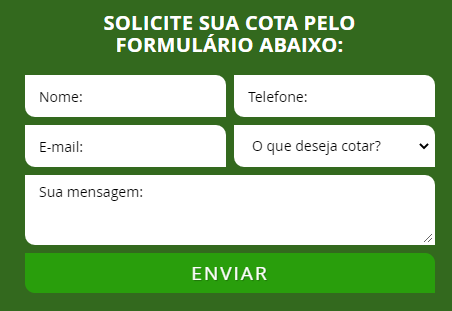 SOLICITE SUA COTA PELO
FORMULÁRIO ABAIXO:
Nome:
Telefone:
E-mail:
O que deseja cotar?
Sua mensagem:
ENVIAR